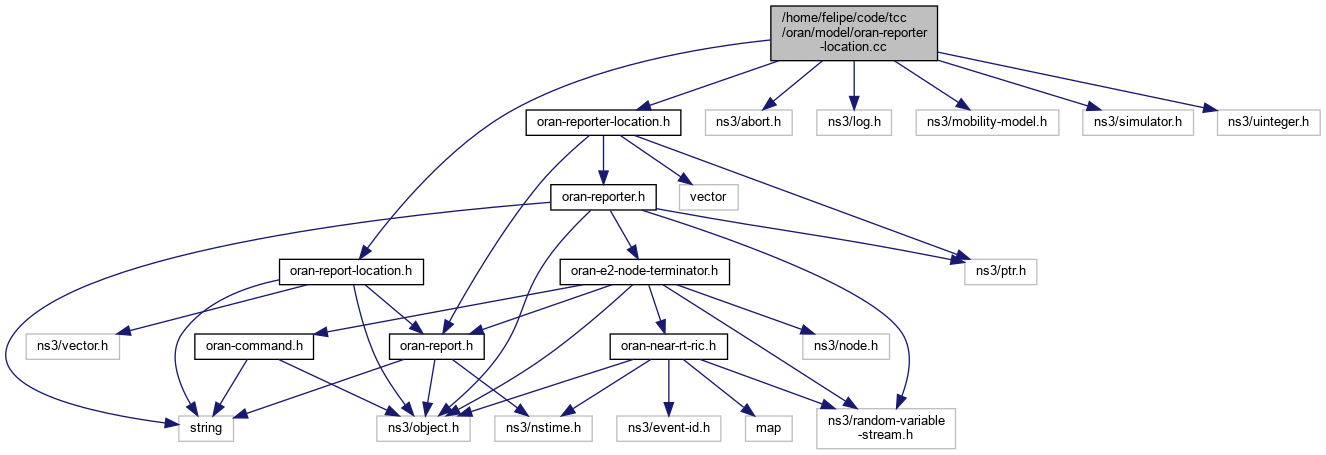 /home/felipe/code/tcc
/oran/model/oran-reporter
-location.cc
oran-reporter-location.h
ns3/abort.h
ns3/log.h
ns3/mobility-model.h
ns3/simulator.h
ns3/uinteger.h
oran-reporter.h
vector
oran-report-location.h
oran-e2-node-terminator.h
ns3/ptr.h
ns3/vector.h
oran-command.h
oran-report.h
oran-near-rt-ric.h
ns3/node.h
string
ns3/object.h
ns3/nstime.h
ns3/event-id.h
map
ns3/random-variable
-stream.h